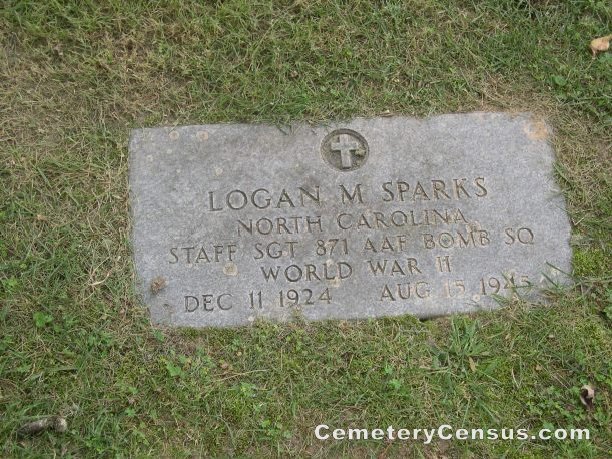 LOGAN M SPARKS
NORTH CAROLINA
STAFF SGT 871 AAF BOMB SQ
WORLD WAR II
DEC 11 1924 AUG 15 1945
CemeteryCensus.com